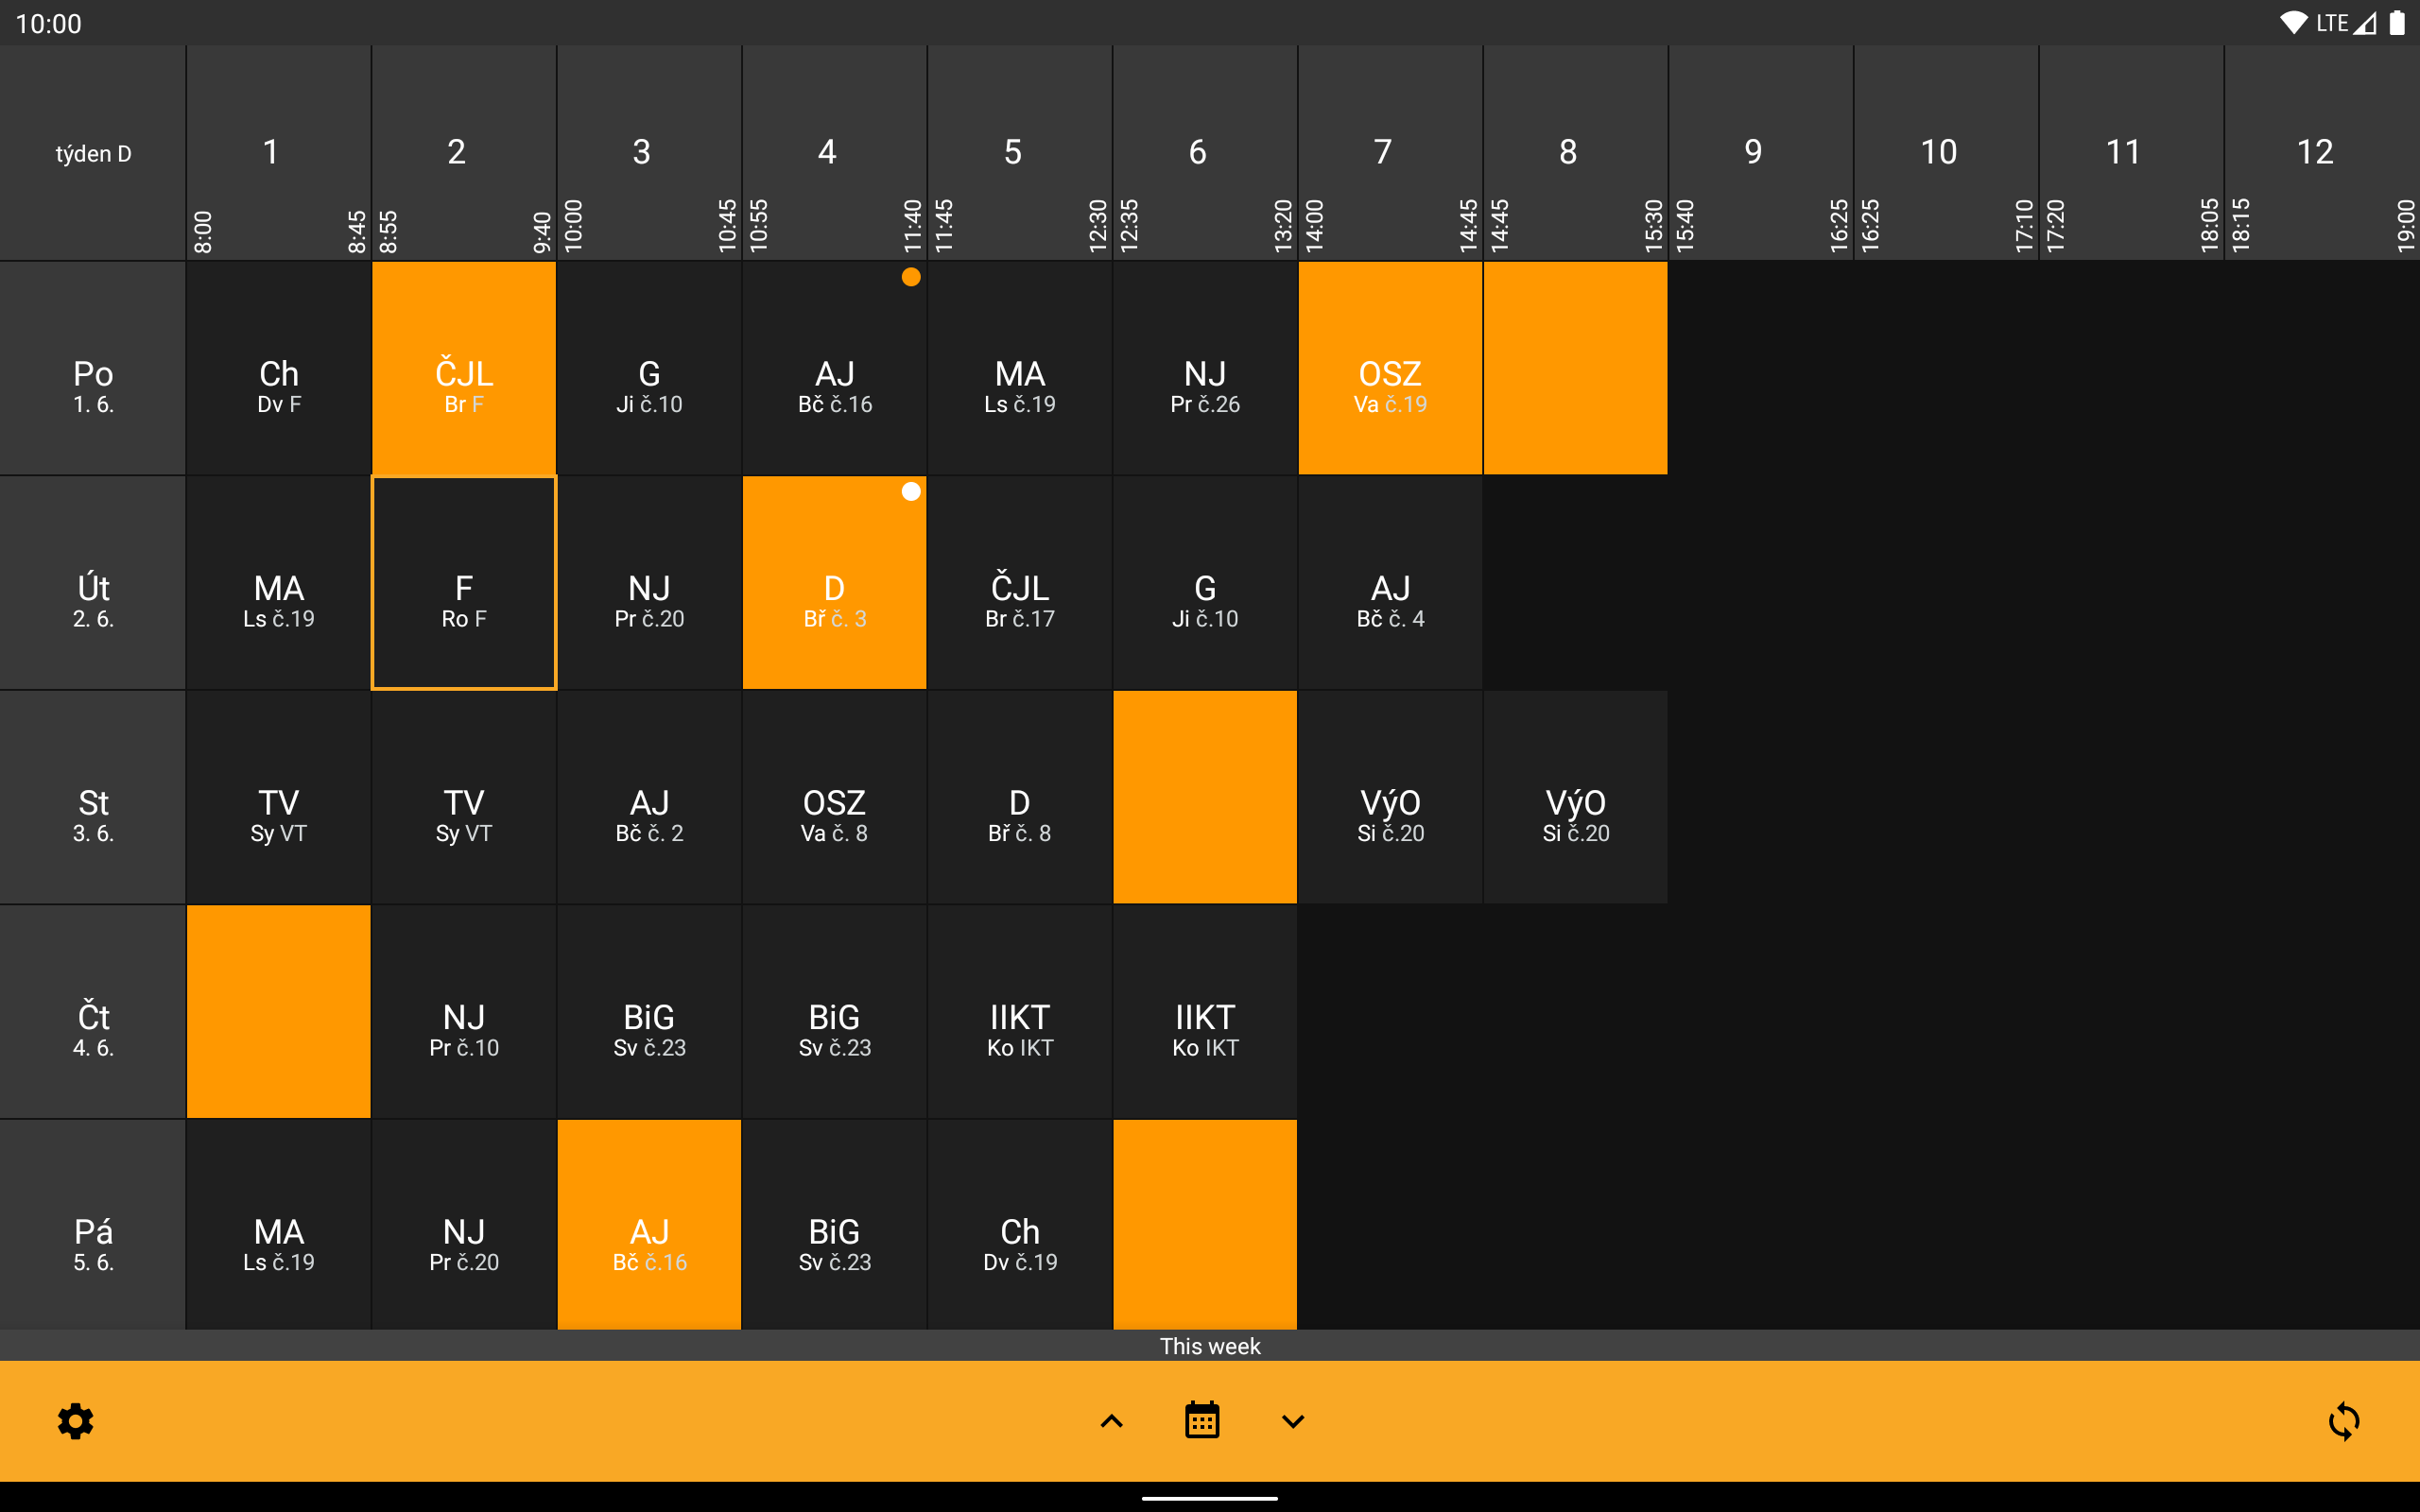 10:00 LTE
týden D 1 2 3 4 5 6 7 8 9 10 11 12
8:00 8:45 8:55 9:40 10:00 10:45 10:55 11:40 11:45 12:30 12:35 13:20 14:00 14:45 14:45 15:30 15:40 16:25 16:25 17:10 17:20 18:05 18:15 19:00
Po Ch ČJL G AJ MA NJ OSZ
1. 6. Dv F Br F Ji č.10 Bč č.16 Ls č.19 Pr č.26 Va č.19
Út MA F NJ D ČJL G AJ
2. 6. Ls č.19 Ro F Pr č.20 Bř č. 3 Br č.17 Ji č.10 Bč č. 4
St TV TV AJ OSZ D VýO VýO
3. 6. Sy VT Sy VT Bč č. 2 Va č. 8 Bř č. 8 Si č.20 Si č.20
Čt NJ BiG BiG IIKT IIKT
4. 6. Pr č.10 Sv č.23 Sv č.23 Ko IKT Ko IKT
Pá MA NJ AJ BiG Ch
5. 6. Ls č.19 Pr č.20 Bč č.16 Sv č.23 Dv č.19
This week